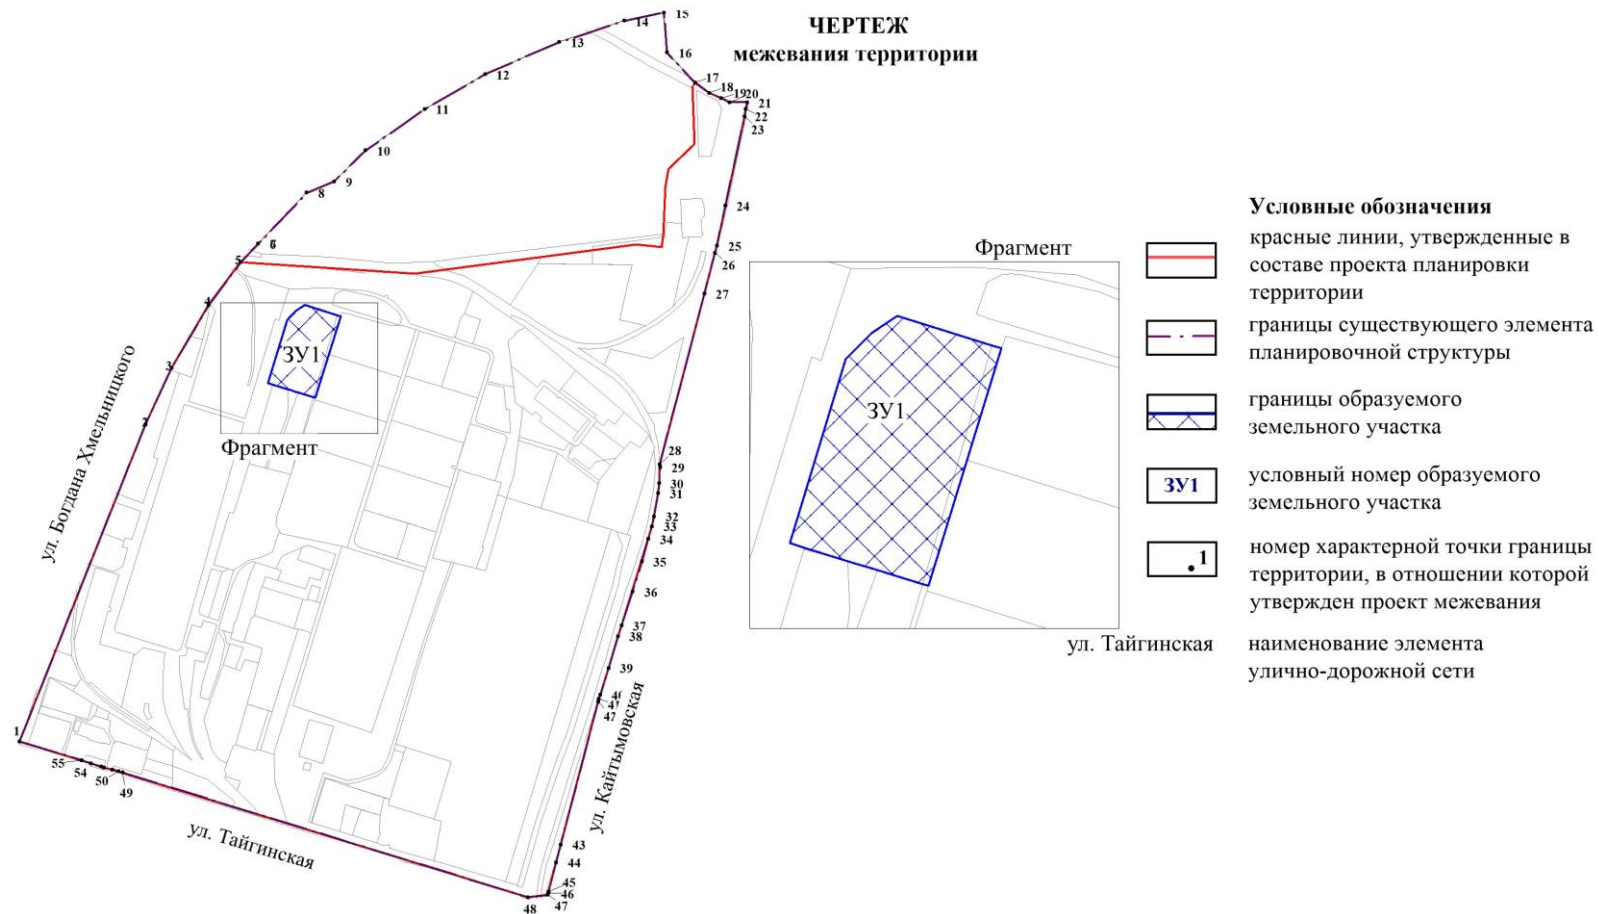 ЧЕРТЕЖ
межевания территории
15
14
13
16
12
17
18
19
20
21
22
23
11
10
9
8
24
6
5
25
26
4
27
Фрагмент
ЗУ1
3
2
Фрагмент
28
29
30
31
32
33
34
35
36
37
38
39
42
ул. Богдана Хмельницкого
ул. Кайтымовская
1
55
54
50
49
ул. Тайгинская
43
44
45
46
47
48
ЗУ1
Условные обозначения
красные линии, утвержденные в
составе проекта планировки
территории
границы существующего элемента
планировочной структуры
границы образуемого
земельного участка
ЗУ1
условный номер образуемого
земельного участка
1
номер характерной точки границы
территории, в отношении которой
утвержден проект межевания
ул. Тайгинская
наименование элемента
улично-дорожной сети